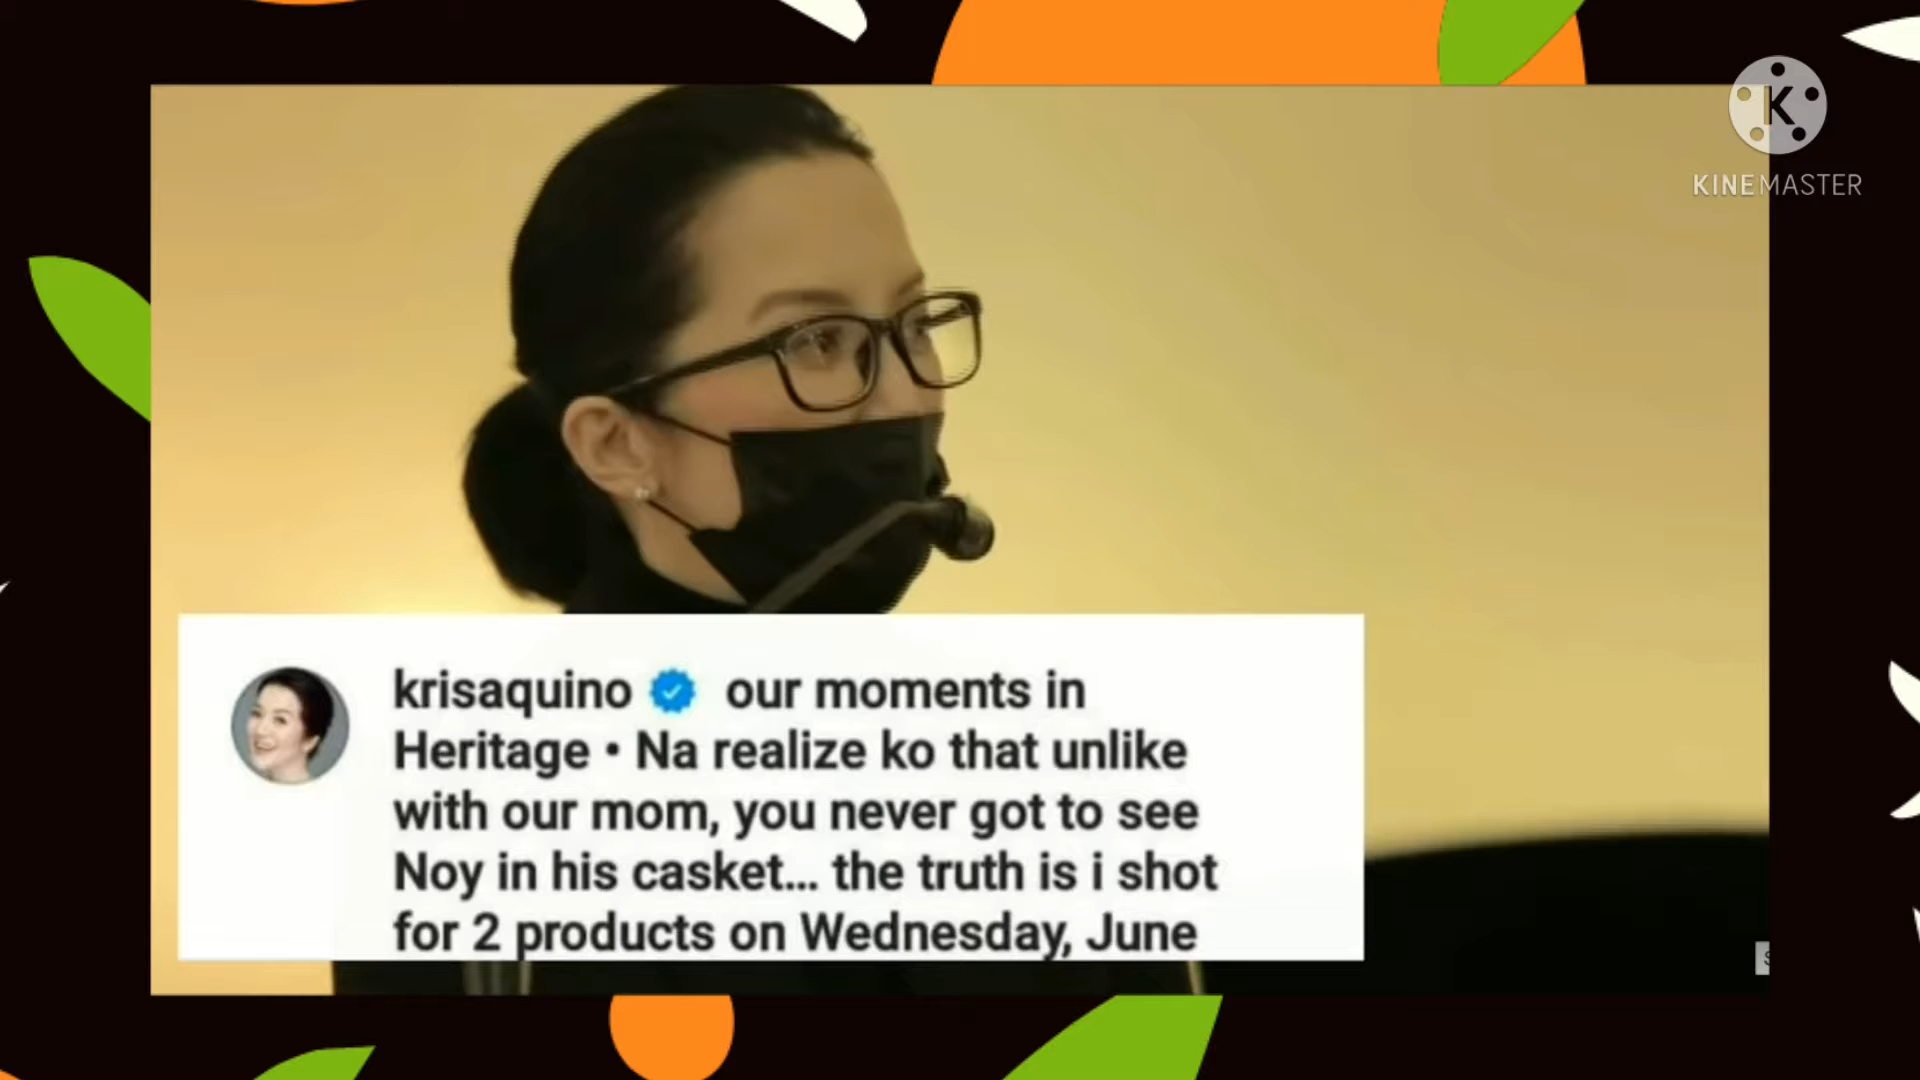 K
KINEMASTER
krisaquino our moments in
Heritage • Na realize ko that unlike
with our mom, you never got to see
Noy in his casket... the truth is i shot
for 2 products on Wednesday, June